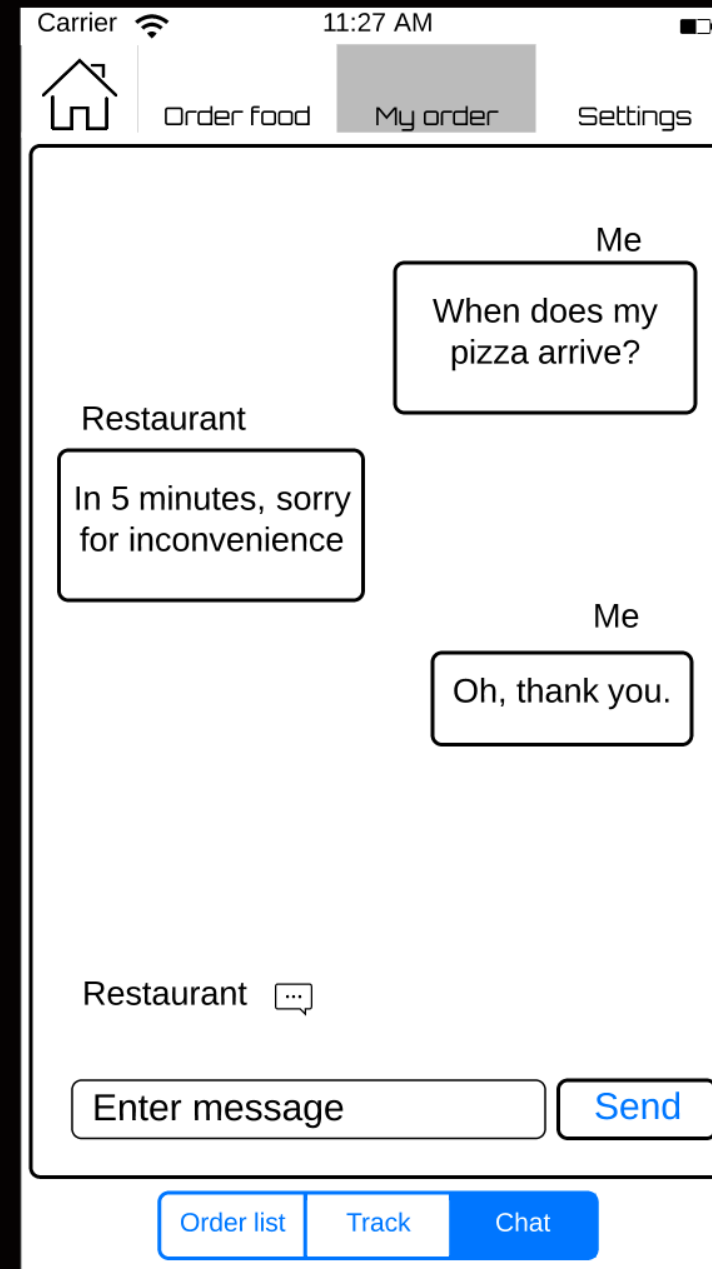 Carrier 11:27 AM
Order food My order Settings
Me
When does my
pizza arrive?
Restaurant
In 5 minutes, sorry
for inconvenience
Me
Oh, thank you.
Restaurant
Enter message Send
Order list Track Chat